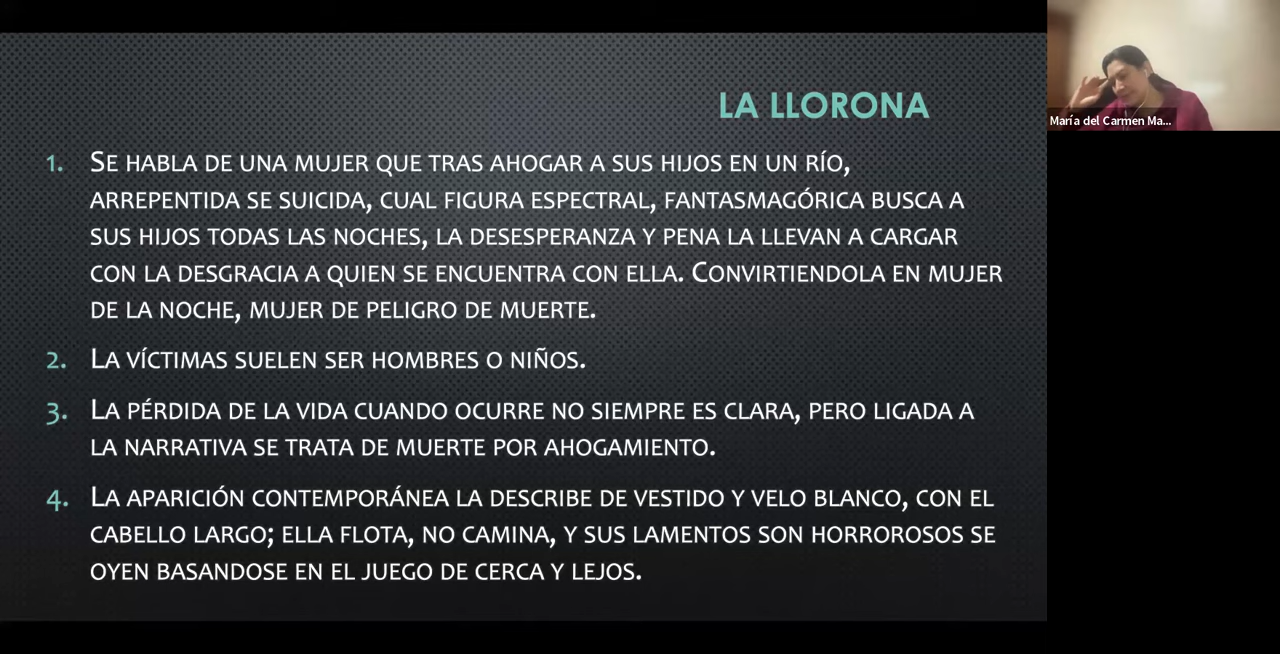 LA LLORONA
1. SE HABLA DE UNA MUJER QUE TRAS AHOGAR A SUS HIJOS EN UN RÍO,
ARREPENTIDA SE SUICIDA, CUAL FIGURA ESPECTRAL, FANTASMAGÓRICA BUSCA A
SUS HIJOS TODAS LAS NOCHES, LA DESESPERANZA Y PENA LA LLEVAN A CARGAR
CON LA DESGRACIA A QUIEN SE ENCUENTRA CON ELLA. CONVIRTIENDOLA EN MUJER
DE LA NOCHE, MUJER DE PELIGRO DE MUERTE.
2. LA VÍCTIMAS SUELEN SER HOMBRES O NIÑOS.
3. LA PÉRDIDA DE LA VIDA CUANDO OCURRE NO SIEMPRE ES CLARA, PERO LIGADA A
LA NARRATIVA SE TRATA DE MUERTE POR AHOGAMIENTO.
4. LA APARICIÓN CONTEMPORÁNEA LA DESCRIBE DE VESTIDO Y VELO BLANCO, CON EL
CABELLO LARGO; ELLA FLOTA, NO CAMINA, Y SUS LAMENTOS SON HORROROSOS SE
OYEN BASANDOSE EN EL JUEGO DE CERCA Y LEJOS.
María del Carmen Ma...